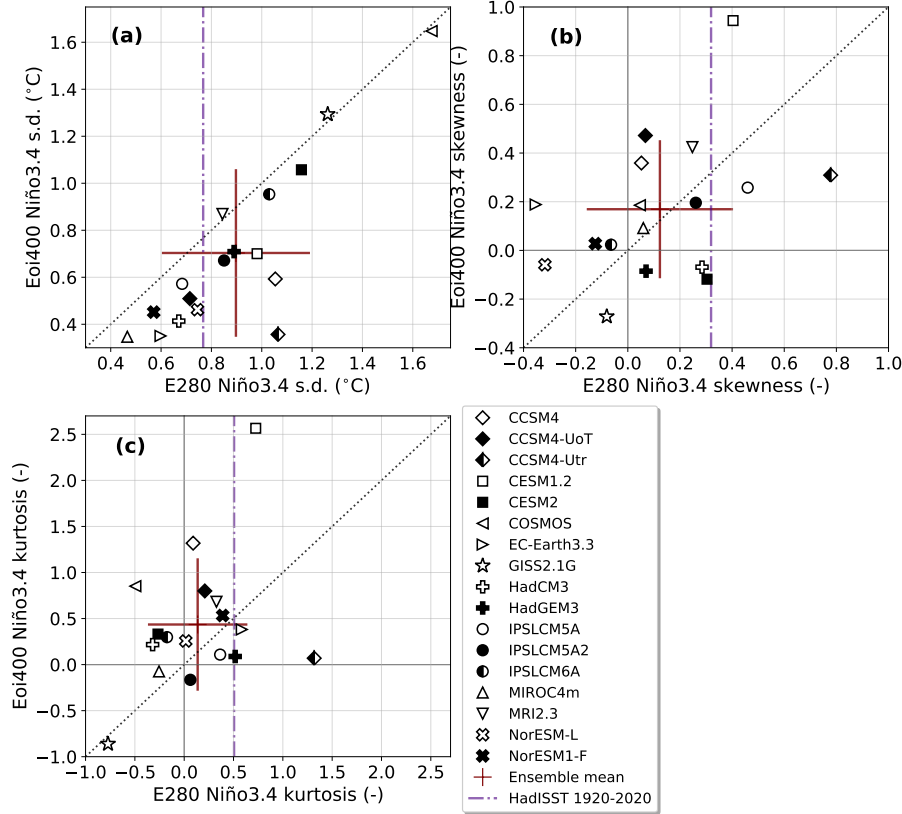 (a)
1.6
1.4
1.2
1.0
0.8
0.6
0.4
Eoi400 Niño3.4 s.d. (°C)
0.4 0.6 0.8 1.0 1.2 1.4 1.6
E280 Niño3.4 s.d. (°C)
(b)
1.0
0.8
0.6
0.4
0.2
0.0
−0.2
−0.4
Eoi400 Niño3.4 skewness (-)
−0.4 −0.2 0.0 0.2 0.4 0.6 0.8 1.0
E280 Niño3.4 skewness (-)
(c)
2.5
2.0
1.5
1.0
0.5
0.0
−0.5
−1.0
Eoi400 Niño3.4 kurtosis (-)
−1.0 −0.5 0.0 0.5 1.0 1.5 2.0 2.5
E280 Niño3.4 kurtosis (-)
CCSM4
CCSM4-UoT
CCSM4-Utr
CESM1.2
CESM2
COSMOS
EC-Earth3.3
GISS2.1G
HadCM3
HadGEM3
IPSLCM5A
IPSLCM5A2
IPSLCM6A
MIROC4m
MRI2.3
NorESM-L
NorESM1-F
Ensemble mean
HadISST 1920-2020